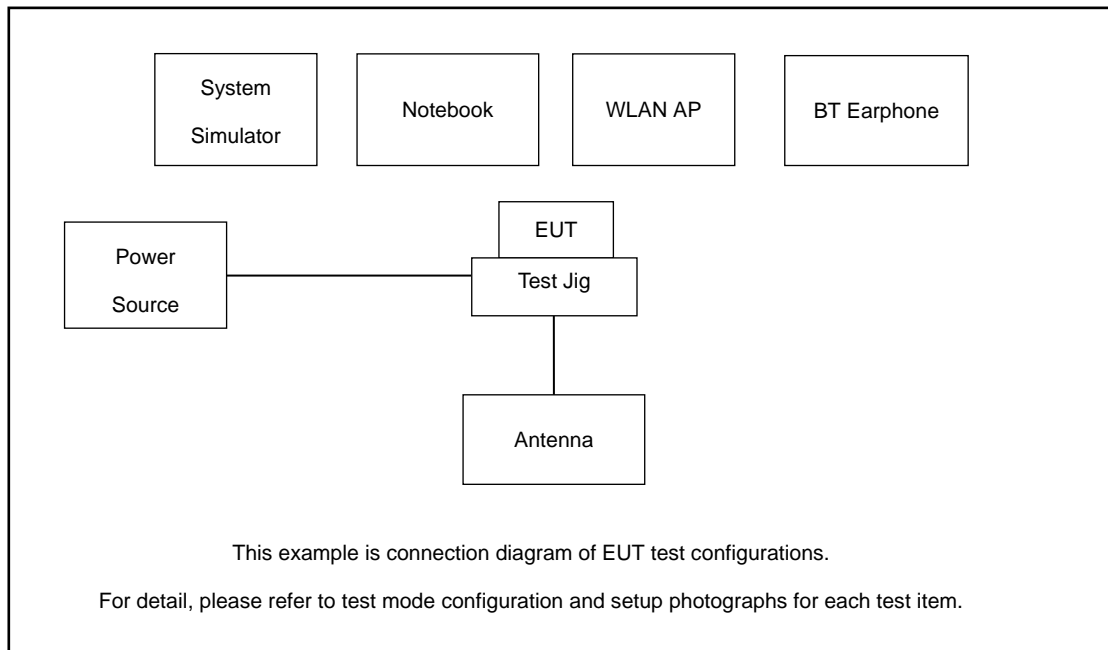 System
Simulator
Notebook
WLAN AP
BT Earphone
Power
Source
EUT
Test Jig
Antenna
This example is connection diagram of EUT test configurations.
For detail, please refer to test mode configuration and setup photographs for each test item.